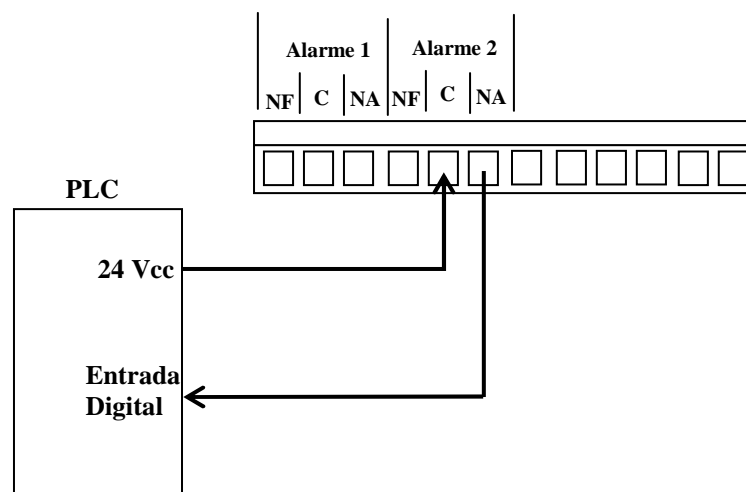 Alarme 1 Alarme 2
NF C NA NF C NA
PLC
24 Vcc
Entrada
Digital